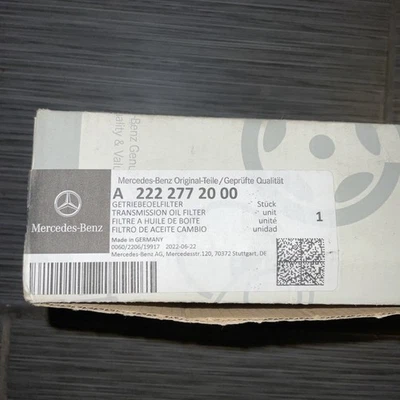 Mercedes-Benz Original-Teile/Geprüfte Qualität
A 222 277 20 00
GETRIEBEOELFILTER Stück
TRANSMISSION OIL FILTER unit
FILTRE A HUILE DE BOITE unité 1
FILTRO DE ACEITE CAMBIO unidad
Mercedes-Benz
Made in GERMANY
0060/2206/19917 2022-06-22
Mercedes-Benz AG, Mercedesstr.120, 70372 Stuttgart, DE